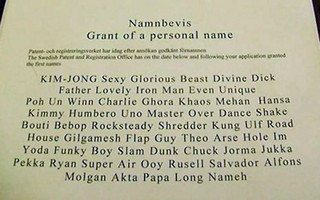 Namnbevis
Grant of a personal name
Patent- och registreringsverket har idag efter ansökan godkänt förnamnen
The Swedish Patent and Registration Office has on the date below and following your application granted
the first names
KIM-JONG Sexy Glorious Beast Divine Dick
Father Lovely Iron Man Even Unique
Poh Un Winn Charlie Ghora Khaos Mehan Hansa
Kimmy Humbero Uno Master Over Dance Shake
Bouti Bebop Rocksteady Shredder Kung Ulf Road
House Gilgamesh Flap Guy Theo Arse Hole Im
Yoda Funky Boy Slam Dunk Chuck Jorma Jukka
Pekka Ryan Super Air Ooy Rusell Salvador Alfons
Molgan Akta Papa Long Nameh